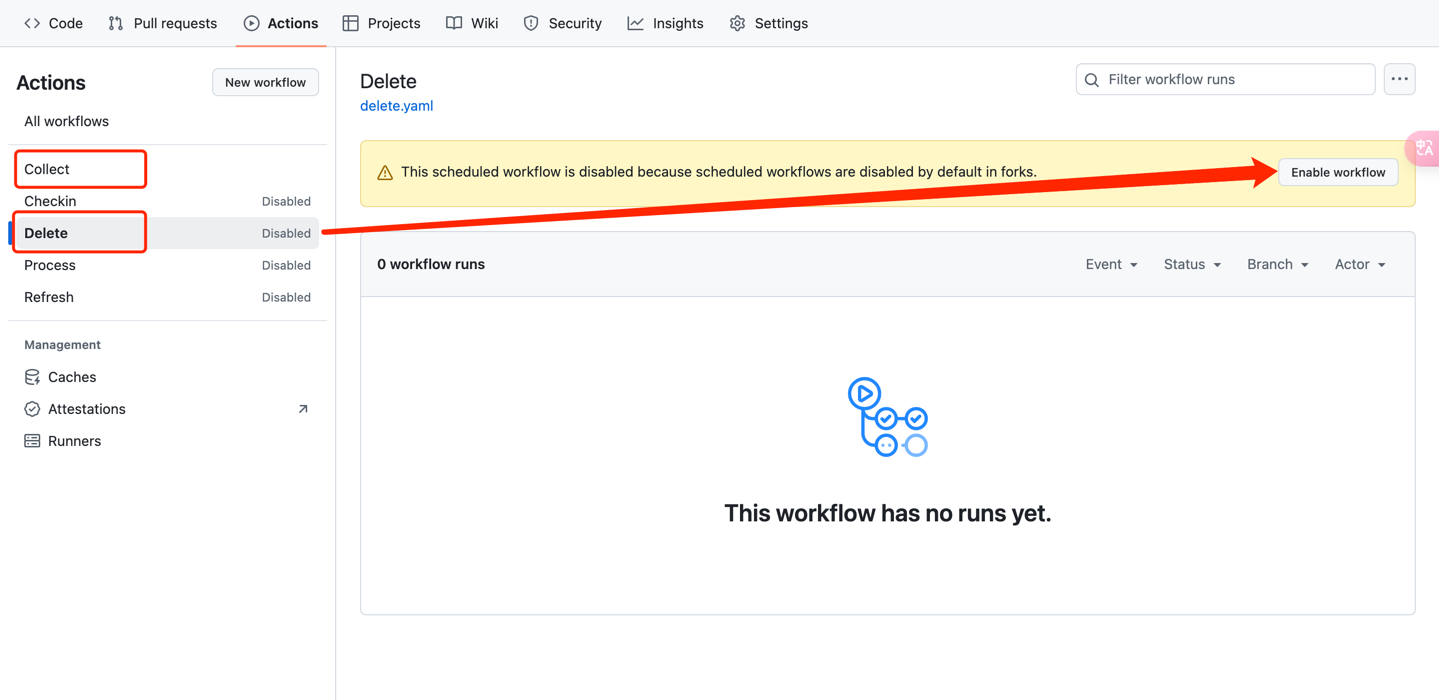 Code Pull requests Actions Projects Wiki Security Insights Settings
Actions
New workflow
All workflows
Collect
Checkin Disabled
Delete Disabled
Process Disabled
Refresh Disabled
Management
Caches
Attestations
Runners
Delete
delete.yaml
Filter workflow runs
This scheduled workflow is disabled because scheduled workflows are disabled by default in forks.
Enable workflow
中A
0 workflow runs
Event Status Branch Actor
This workflow has no runs yet.